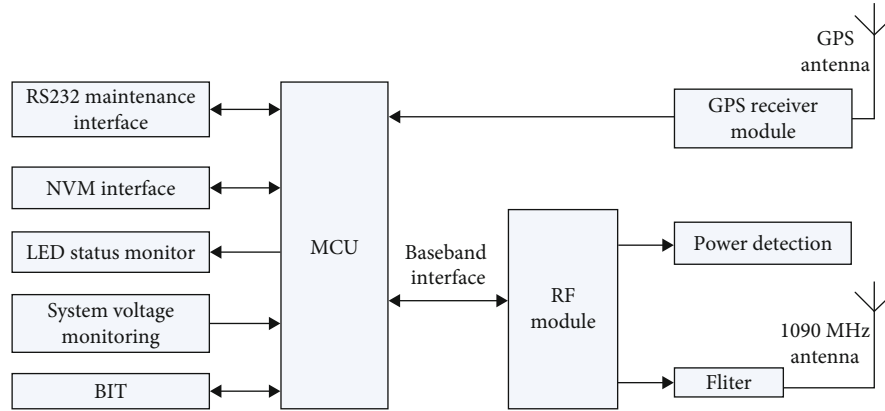 GPS
antenna
RS232 maintenance
interface
GPS receiver
module
NVM interface
LED status monitor
MCU
Baseband
interface
Power detection
System voltage
monitoring
RF
module
1090 MHz
antenna
BIT
Fliter